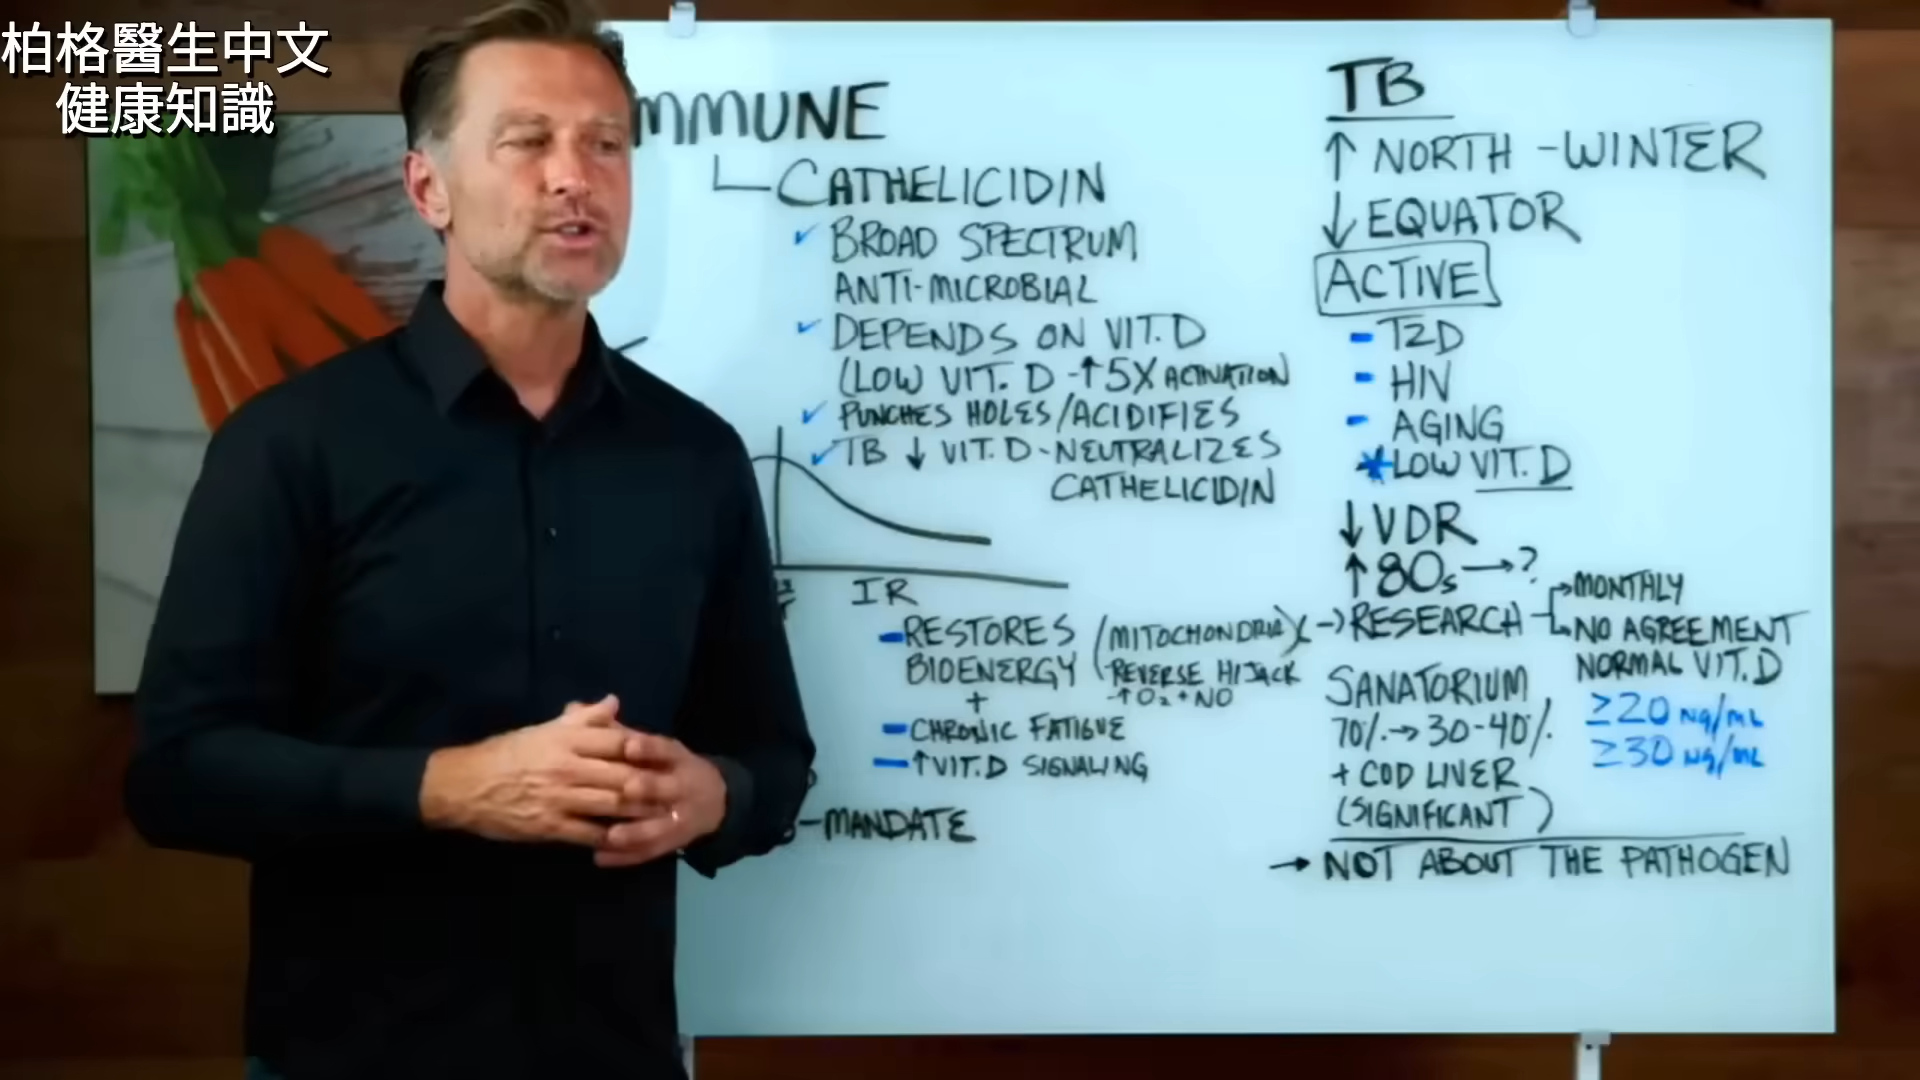 柏格醫生中文
健康知識
MMUNE
CATHELICIDIN
✓ BROAD SPECTRUM
ANTI-MICROBIAL
✓ DEPENDS ON VIT. D
(LOW VIT. D -↑5X ACTIVATION
✓ PUNCHES HOLES/ACIDIFIES
✓ TB ↓ VIT. D-NEUTRALIZES
CATHELICIDIN
IR
-RESTORES (MITOCHONDRIA)
BIOENERGY (REVERSE HIJACK
+ -↑O₂+NO
-CHRONIC FATIGUE
-↑VIT.D SIGNALING
-MANDATE
TB
↑ NORTH -WINTER
↓ EQUATOR
ACTIVE
- T2D
- HIV
- AGING
*LOW VIT. D
↓ VDR
↑ 80s → ?
→ RESEARCH
→ MONTHLY
→ NO AGREEMENT
NORMAL VIT. D
≥20 ng/mL
≥30 ng/mL
SANATORIUM
70% → 30-40%
+ COD LIVER
(SIGNIFICANT)
→ NOT ABOUT THE PATHOGEN